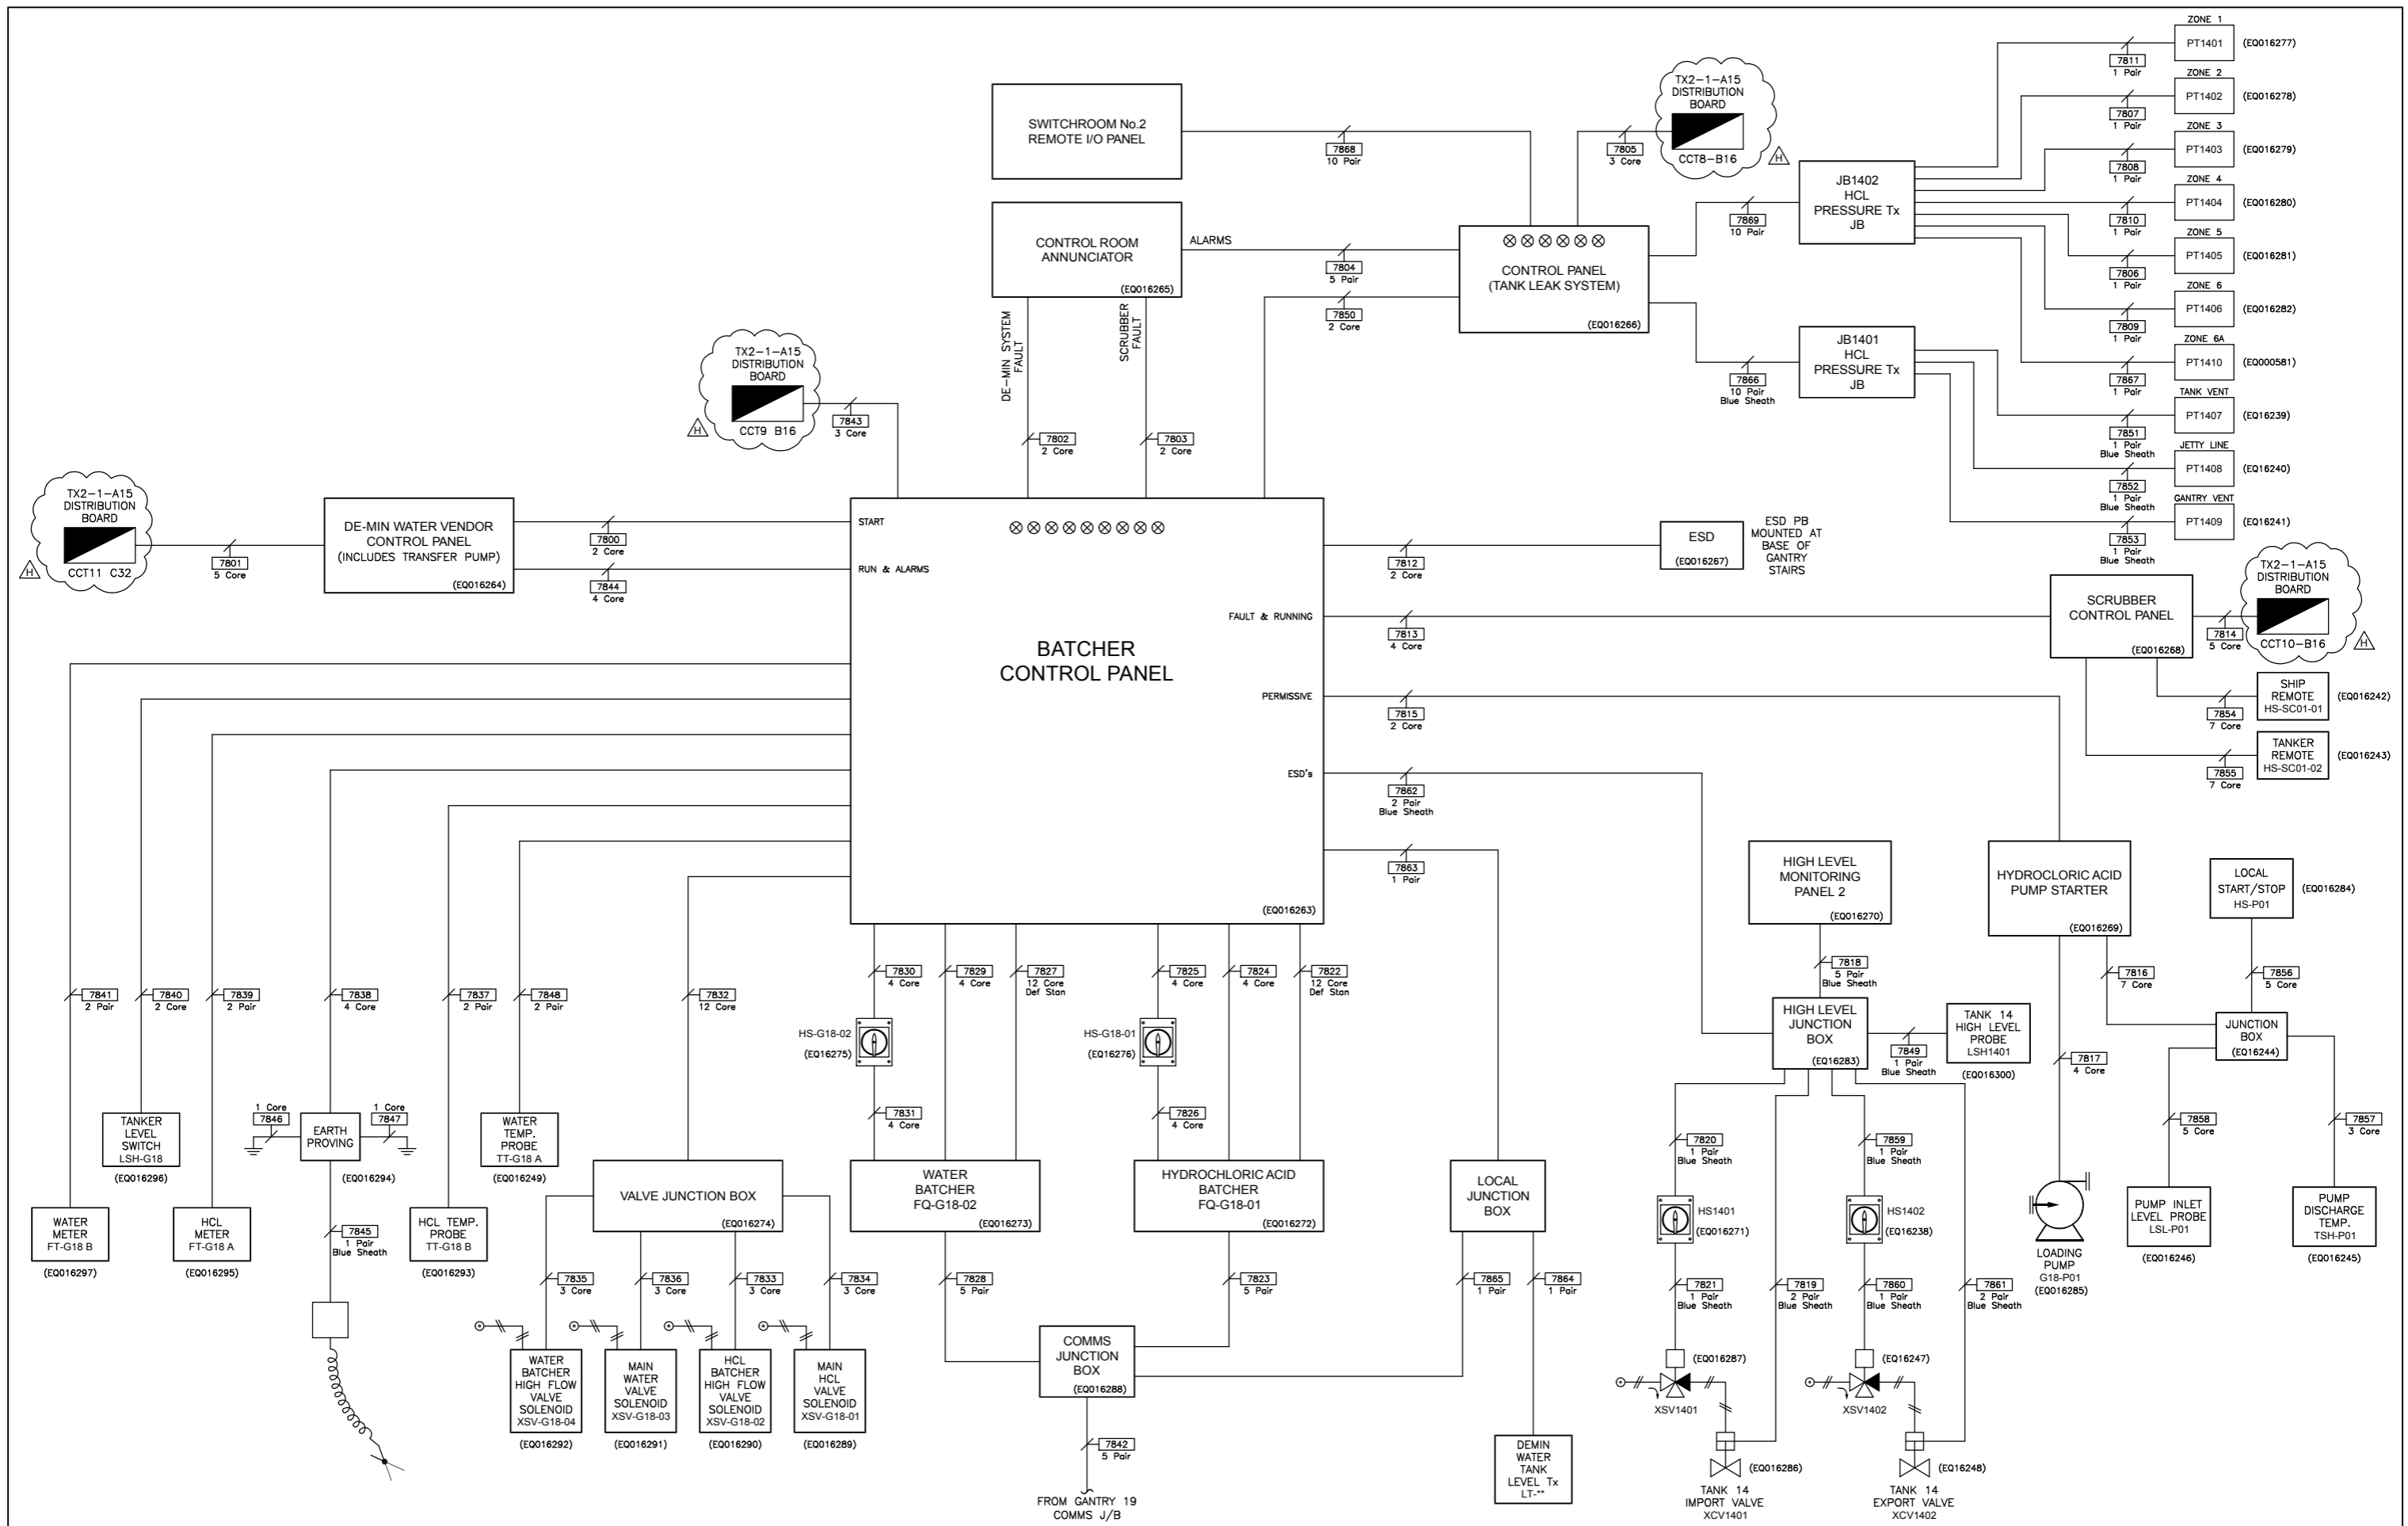 ZONE 1
PT1401
(EQ016277)
7811
1 Pair
ZONE 2
PT1402
(EQ016278)
7807
1 Pair
ZONE 3
PT1403
(EQ016279)
7808
1 Pair
ZONE 4
PT1404
(EQ016280)
7810
1 Pair
ZONE 5
PT1405
(EQ016281)
7806
1 Pair
ZONE 6
PT1406
(EQ016282)
7809
1 Pair
ZONE 6A
PT1410
(EQ000581)
7867
1 Pair
TANK VENT
PT1407
(EQ16239)
7851
1 Pair
Blue Sheath
JETTY LINE
PT1408
(EQ16240)
7852
1 Pair
Blue Sheath
GANTRY VENT
PT1409
(EQ16241)
7853
1 Pair
Blue Sheath
SWITCHROOM No.2
REMOTE I/O PANEL
7868
10 Pair
TX2-1-A15
DISTRIBUTION
BOARD
CCT8-B16
H
7805
3 Core
JB1402
HCL
PRESSURE Tx
JB
7869
10 Pair
CONTROL ROOM
ANNUNCIATOR
(EQ016265)
ALARMS
7804
5 Pair
7850
2 Core
CONTROL PANEL
(TANK LEAK SYSTEM)
(EQ016266)
JB1401
HCL
PRESSURE Tx
JB
7866
10 Pair
Blue Sheath
DE-MIN SYSTEM
FAULT
SCRUBBER
FAULT
7802
2 Core
7803
2 Core
TX2-1-A15
DISTRIBUTION
BOARD
CCT9 B16
H
7843
3 Core
TX2-1-A15
DISTRIBUTION
BOARD
CCT11 C32
H
7801
5 Core
DE-MIN WATER VENDOR
CONTROL PANEL
(INCLUDES TRANSFER PUMP)
(EQ016264)
7800
2 Core
7844
4 Core
START
RUN & ALARMS
BATCHER
CONTROL PANEL
(EQ016263)
FAULT & RUNNING
PERMISSIVE
ESD's
7812
2 Core
ESD
(EQ016267)
ESD PB
MOUNTED AT
BASE OF
GANTRY
STAIRS
7813
4 Core
SCRUBBER
CONTROL PANEL
(EQ016268)
7814
5 Core
TX2-1-A15
DISTRIBUTION
BOARD
CCT10-B16
H
7854
7 Core
SHIP
REMOTE
HS-SC01-01
(EQ016242)
7855
7 Core
TANKER
REMOTE
HS-SC01-02
(EQ016243)
7815
2 Core
7862
2 Pair
Blue Sheath
7863
1 Pair
HIGH LEVEL
MONITORING
PANEL 2
(EQ016270)
7818
5 Pair
Blue Sheath
HYDROCLORIC ACID
PUMP STARTER
(EQ016269)
7816
7 Core
7817
4 Core
LOCAL
START/STOP
HS-P01
(EQ016284)
7856
5 Core
JUNCTION
BOX
(EQ16244)
7858
5 Core
7857
3 Core
PUMP INLET
LEVEL PROBE
LSL-P01
(EQ016246)
PUMP
DISCHARGE
TEMP.
TSH-P01
(EQ016245)
LOADING
PUMP
G18-P01
(EQ016285)
HIGH LEVEL
JUNCTION
BOX
(EQ16283)
7849
1 Pair
Blue Sheath
TANK 14
HIGH LEVEL
PROBE
LSH1401
(EQ016300)
7820
1 Pair
Blue Sheath
HS1401
(EQ016271)
7821
1 Pair
Blue Sheath
7819
2 Pair
Blue Sheath
7859
1 Pair
Blue Sheath
HS1402
(EQ016238)
7860
1 Pair
Blue Sheath
7861
2 Pair
Blue Sheath
(EQ016287)
XSV1401
(EQ16247)
XSV1402
(EQ016286)
TANK 14
IMPORT VALVE
XCV1401
(EQ16248)
TANK 14
EXPORT VALVE
XCV1402
7841
2 Pair
7840
2 Core
7839
2 Pair
7838
4 Core
7837
2 Pair
7848
2 Pair
7832
12 Core
7830
4 Core
7829
4 Core
7827
12 Core
Def Stan
7825
4 Core
7824
4 Core
7822
12 Core
Def Stan
HS-G18-02
(EQ16275)
7831
4 Core
HS-G18-01
(EQ16276)
7826
4 Core
WATER
METER
FT-G18 B
(EQ016297)
TANKER
LEVEL
SWITCH
LSH-G18
(EQ016296)
HCL
METER
FT-G18 A
(EQ016295)
1 Core
7846
1 Core
7847
EARTH
PROVING
(EQ016294)
7845
1 Pair
Blue Sheath
HCL TEMP.
PROBE
TT-G18 B
(EQ016293)
WATER
TEMP.
PROBE
TT-G18 A
(EQ016249)
VALVE JUNCTION BOX
(EQ016274)
7835
3 Core
7836
3 Core
7833
3 Core
7834
3 Core
WATER
BATCHER
HIGH FLOW
VALVE
SOLENOID
XSV-G18-04
(EQ016292)
MAIN
WATER
VALVE
SOLENOID
XSV-G18-03
(EQ016291)
HCL
BATCHER
HIGH FLOW
VALVE
SOLENOID
XSV-G18-02
(EQ016290)
MAIN
HCL
VALVE
SOLENOID
XSV-G18-01
(EQ016289)
WATER
BATCHER
FQ-G18-02
(EQ016273)
7828
5 Pair
HYDROCHLORIC ACID
BATCHER
FQ-G18-01
(EQ016272)
7823
5 Pair
LOCAL
JUNCTION
BOX
7865
1 Pair
7864
1 Pair
COMMS
JUNCTION
BOX
(EQ016288)
7842
5 Pair
FROM GANTRY 19
COMMS J/B
DEMIN
WATER
TANK
LEVEL Tx
LT-**